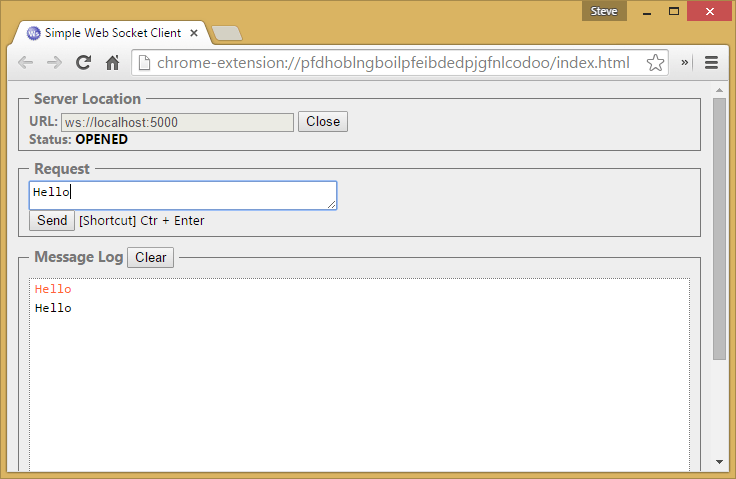 Steve
Simple Web Socket Client
chrome-extension://pfdhoblngboilpfeibdedpjgfnlcodoo/index.html
Server Location
URL: ws://localhost:5000 Close
Status: OPENED
Request
Hello
Send [Shortcut] Ctr + Enter
Message Log Clear
Hello
Hello